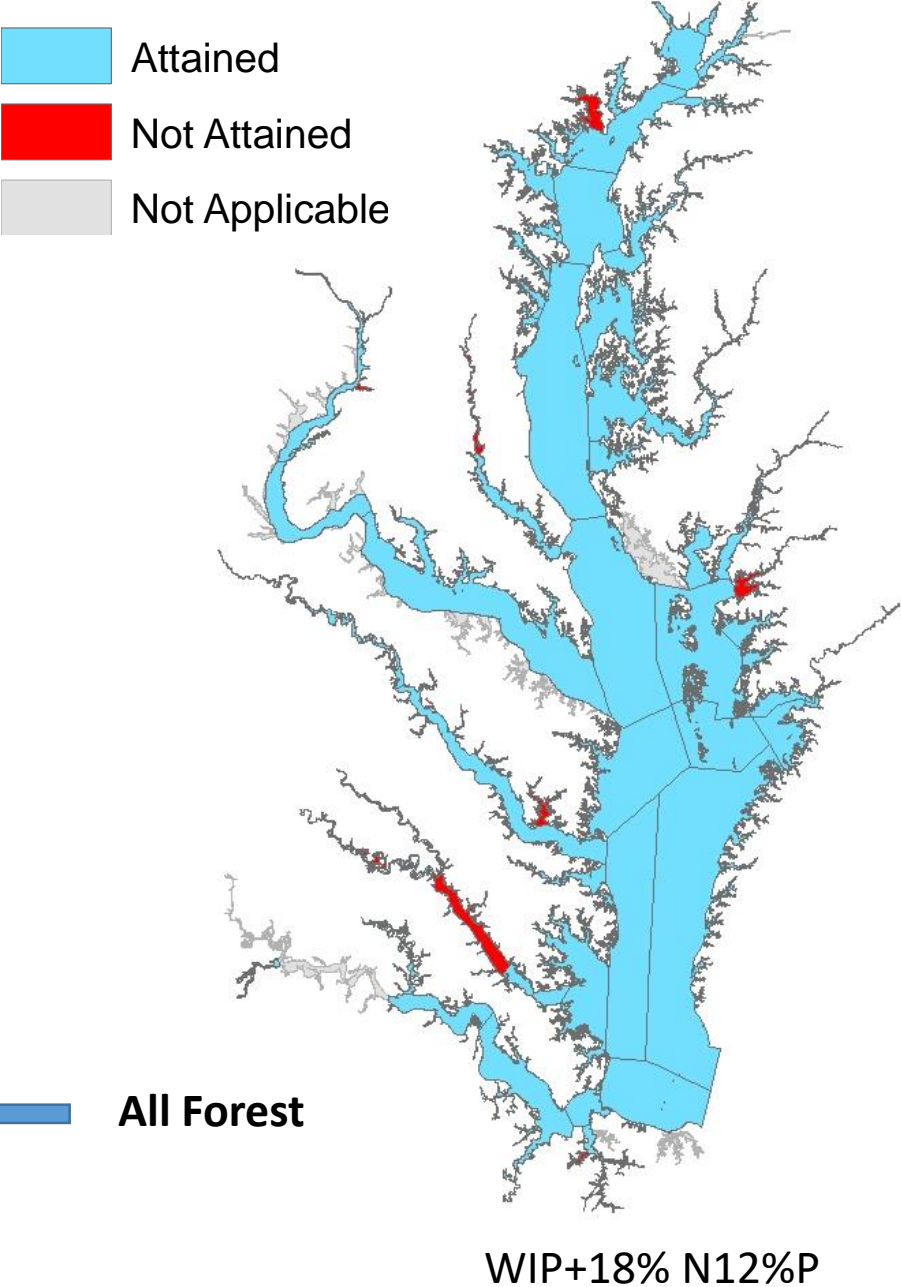 Attained
Not Attained
Not Applicable
All Forest
WIP+18% N12%P